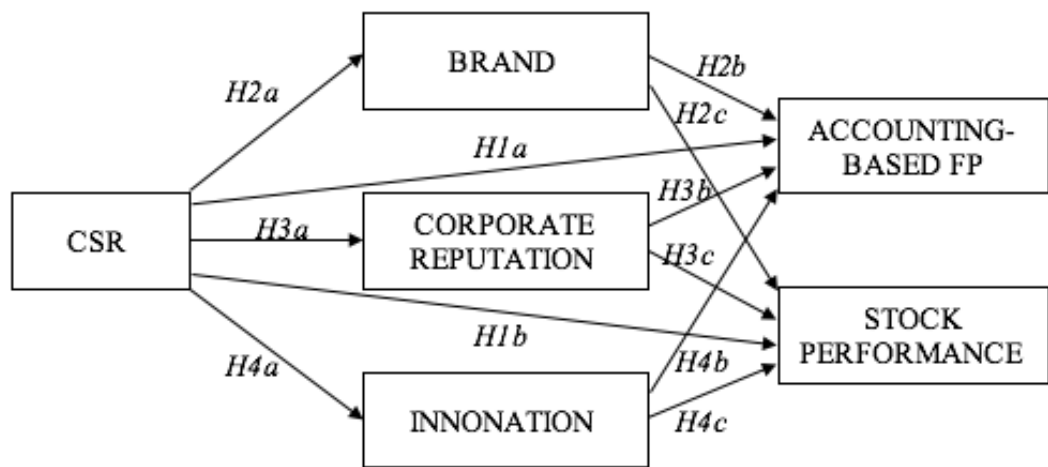 BRAND
H2a
H2b
H2c
ACCOUNTING-
BASED FP
H1a
H3b
CSR
H3a
CORPORATE
REPUTATION
H3c
STOCK
PERFORMANCE
H1b
H4a
H4b
INNONATION
H4c